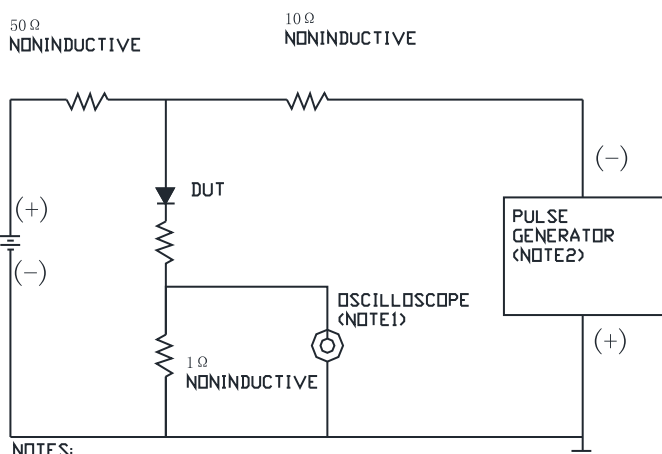 50 Ω
NONINDUCTIVE
10 Ω
NONINDUCTIVE
DUT
(+)
(−)
(−)
PULSE
GENERATOR
(NOTE2)
(+)
OSCILLOSCOPE
(NOTE1)
1 Ω
NONINDUCTIVE
NOTES: